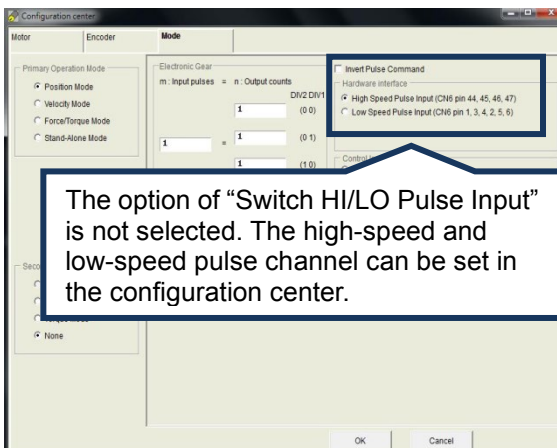 Configuration center
Motor Encoder Mode
Primary Operation Mode
Position Mode
Velocity Mode
Force/Torque Mode
Stand-Alone Mode
Electronic Gear
m : Input pulses = n : Output counts
DIV2 DIV1
1 (0 0)
1 = 1 (0 1)
1 (1 0)
Invert Pulse Command
Hardware interface
High Speed Pulse Input (CN6 pin 44, 45, 46, 47)
Low Speed Pulse Input (CN6 pin 1, 3, 4, 2, 5, 6)
The option of “Switch HI/LO Pulse Input”
is not selected. The high-speed and
low-speed pulse channel can be set in
the configuration center.
None
OK Cancel